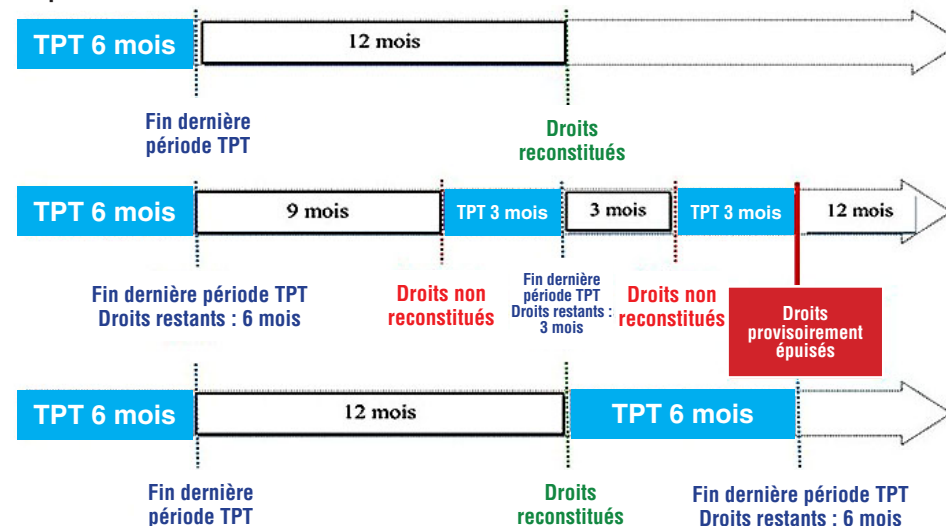 TPT 6 mois
12 mois
Fin dernière
période TPT
Droits
reconstitués
TPT 6 mois
9 mois
TPT 3 mois
3 mois
TPT 3 mois
12 mois
Fin dernière période TPT
Droits restants : 6 mois
Droits non
reconstitués
Fin dernière
période TPT
Droits restants :
3 mois
Droits non
reconstitués
Droits
provisoirement
épuisés
TPT 6 mois
12 mois
TPT 6 mois
Fin dernière
période TPT
Droits
reconstitués
Fin dernière période TPT
Droits restants : 6 mois